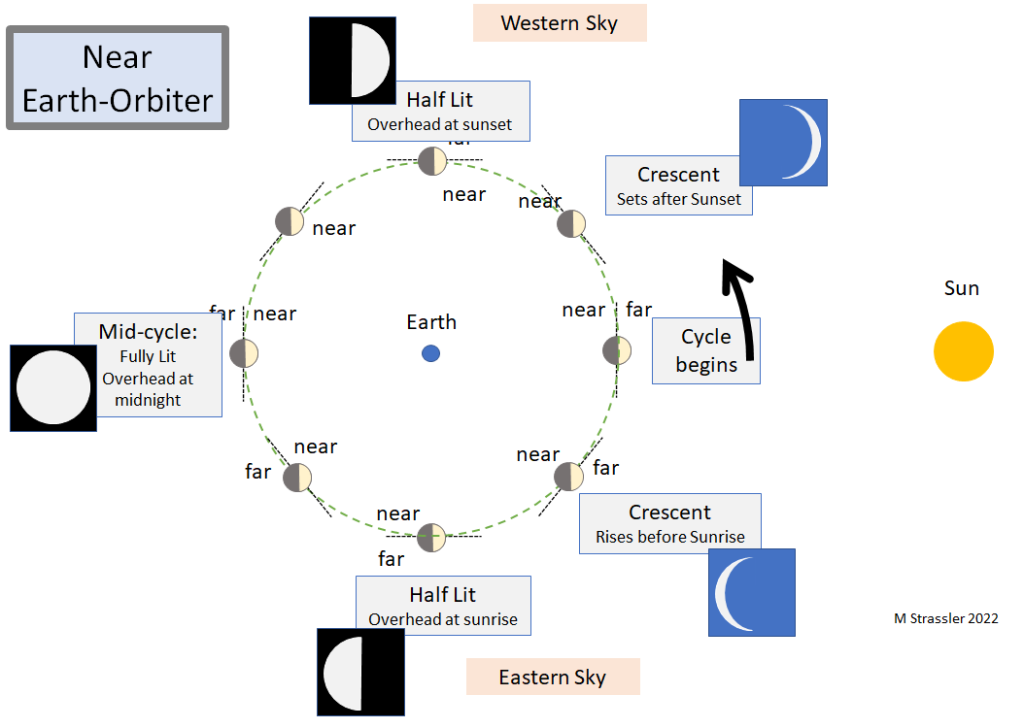 Western Sky
Near
Earth-Orbiter
Half Lit
Overhead at sunset
far
near
Crescent
Sets after Sunset
near
near
far
near
near
far
Sun
Earth
Mid-cycle:
Fully Lit
Overhead at
midnight
Cycle
begins
near
far
near
far
near
far
Crescent
Rises before Sunrise
Half Lit
Overhead at sunrise
M Strassler 2022
Eastern Sky